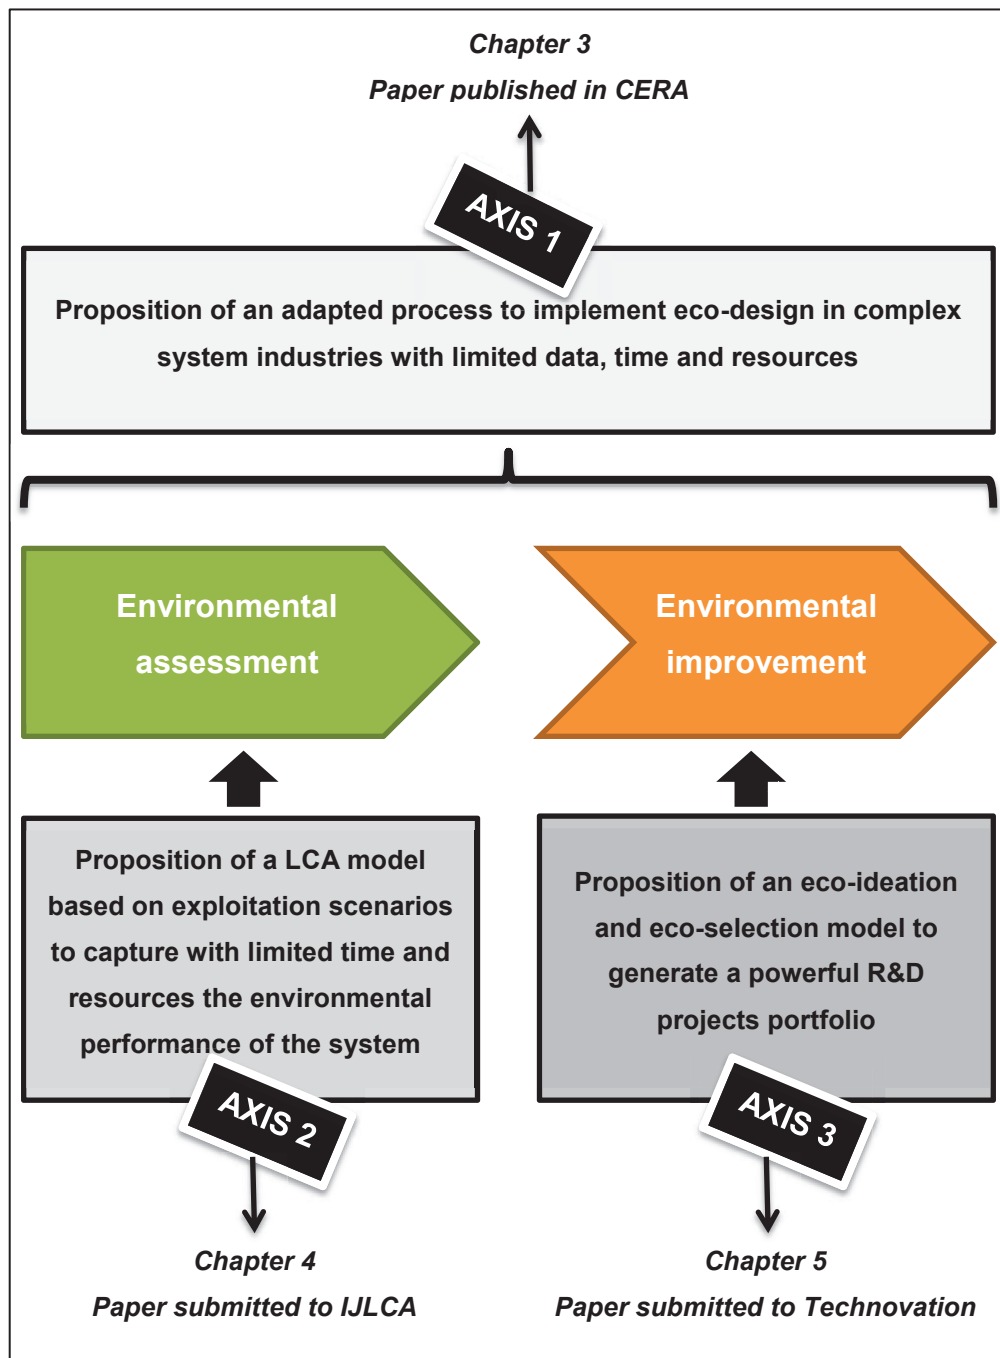 Chapter 3
Paper published in CERA
AXIS 1
Proposition of an adapted process to implement eco-design in complex
system industries with limited data, time and resources
Environmental
assessment
Environmental
improvement
Proposition of a LCA model
based on exploitation scenarios
to capture with limited time and
resources the environmental
performance of the system
AXIS 2
Chapter 4
Paper submitted to IJLCA
Proposition of an eco-ideation
and eco-selection model to
generate a powerful R&D
projects portfolio
AXIS 3
Chapter 5
Paper submitted to Technovation